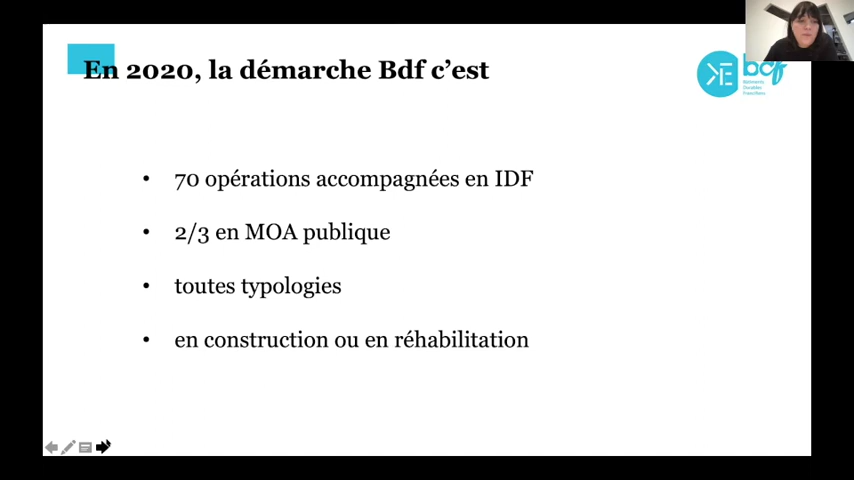 En 2020, la démarche Bdf c’est
bdf
Bâtiments
Durables
Franciliens
• 70 opérations accompagnées en IDF
• 2/3 en MOA publique
• toutes typologies
• en construction ou en réhabilitation